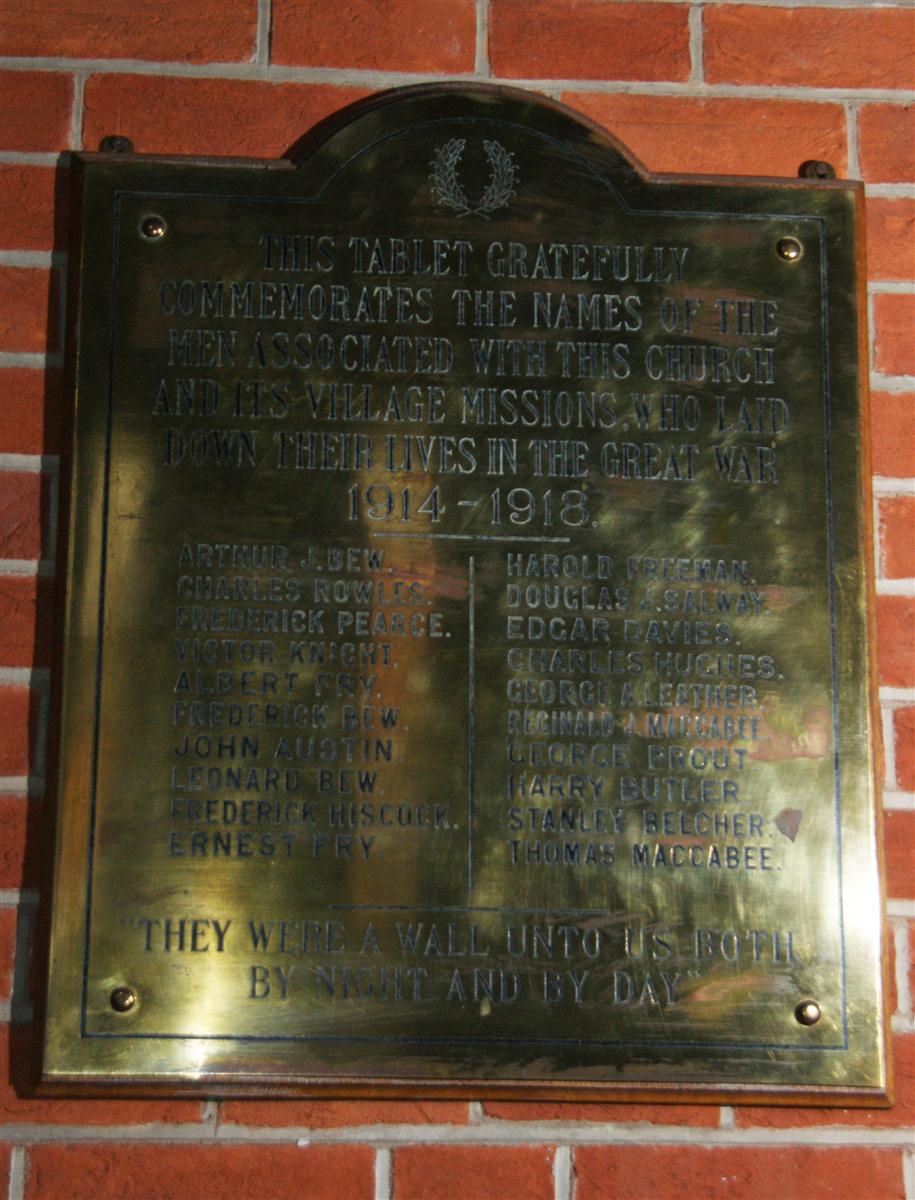 THIS TABLET GRATEFULLY
COMMEMORATES THE NAMES OF THE
MEN ASSOCIATED WITH THIS CHURCH
AND ITS VILLAGE MISSIONS, WHO LAID
DOWN THEIR LIVES IN THE GREAT WAR
1914 - 1918.
ARTHUR J. BEW.
CHARLES ROWLES.
FREDERICK PEARCE.
VICTOR KNIGHT.
ALBERT FRY.
FREDERICK BEW.
JOHN AUSTIN.
LEONARD BEW.
FREDERICK HISCOCK.
ERNEST FRY.
HAROLD FREEMAN.
DOUGLAS J. SALWAY.
EDGAR DAVIES.
CHARLES HUGHES.
GEORGE A. LEATHER.
REGINALD J. MACCABEE.
GEORGE PROUT
HARRY BUTLER.
STANLEY BELCHER.
THOMAS MACCABEE.
"THEY WERE A WALL UNTO US BOTH
BY NIGHT AND BY DAY"